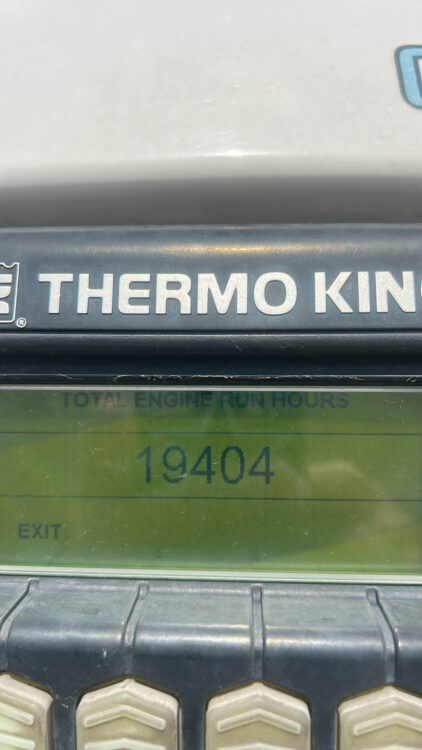 THERMO KIN
®
TOTAL ENGINE RUN HOURS
19404
EXIT